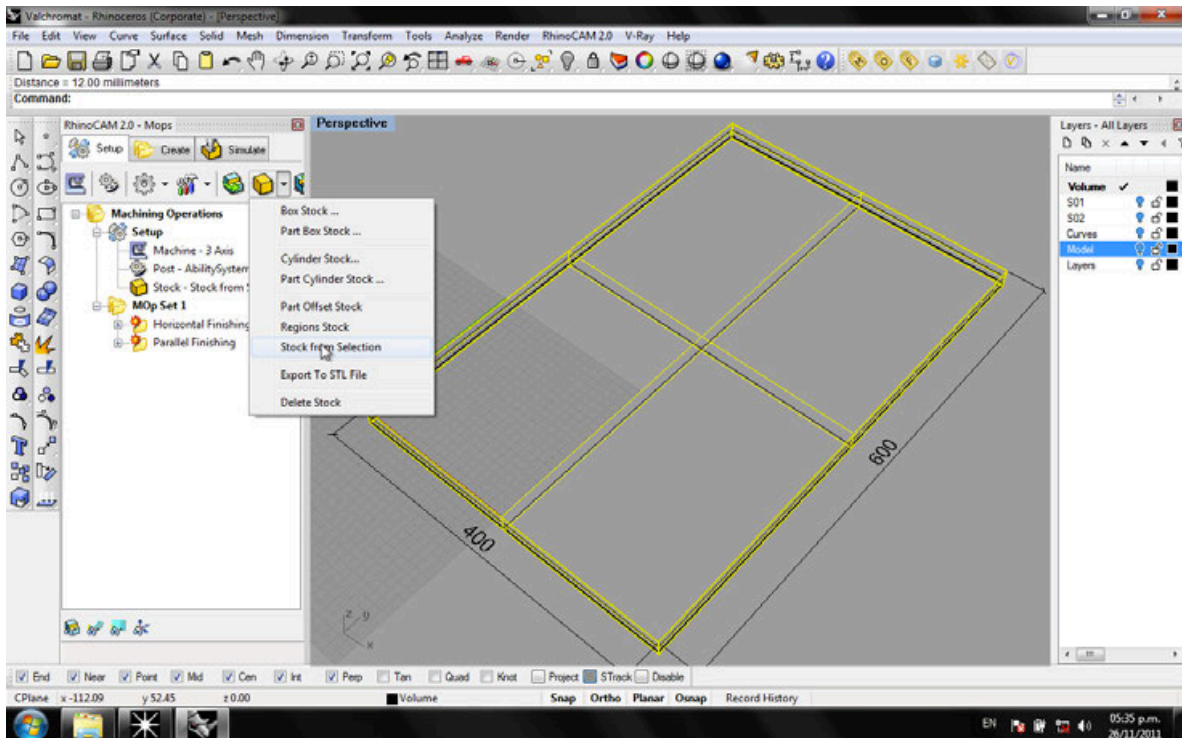 Valchromat - Rhinoceros (Corporate) - [Perspective]
File Edit View Curve Surface Solid Mesh Dimension Transform Tools Analyze Render RhinoCAM 2.0 V-Ray Help
Distance = 12.00 millimeters
Command:
RhinoCAM 2.0 - Mops
Setup Create Simulate
Machining Operations
Setup
Machine - 3 Axis
Post - AbilitySystem
Stock - Stock from
MOp Set 1
Horizontal Finishing
Parallel Finishing
Box Stock ...
Part Box Stock ...
Cylinder Stock...
Part Cylinder Stock ...
Part Offset Stock
Regions Stock
Stock from Selection
Export To STL File
Delete Stock
Perspective
600
400
z y
x
Layers - All Layers
Name
Volume
S01
S02
Curves
Model
Layers
End Near Point Mid Cen Int Perp Tan Quad Knot Project STrack Disable
CPlane x -112.09 y 52.45 z 0.00 Volume Snap Ortho Planar Osnap Record History
EN 05:35 p.m.
26/11/2011